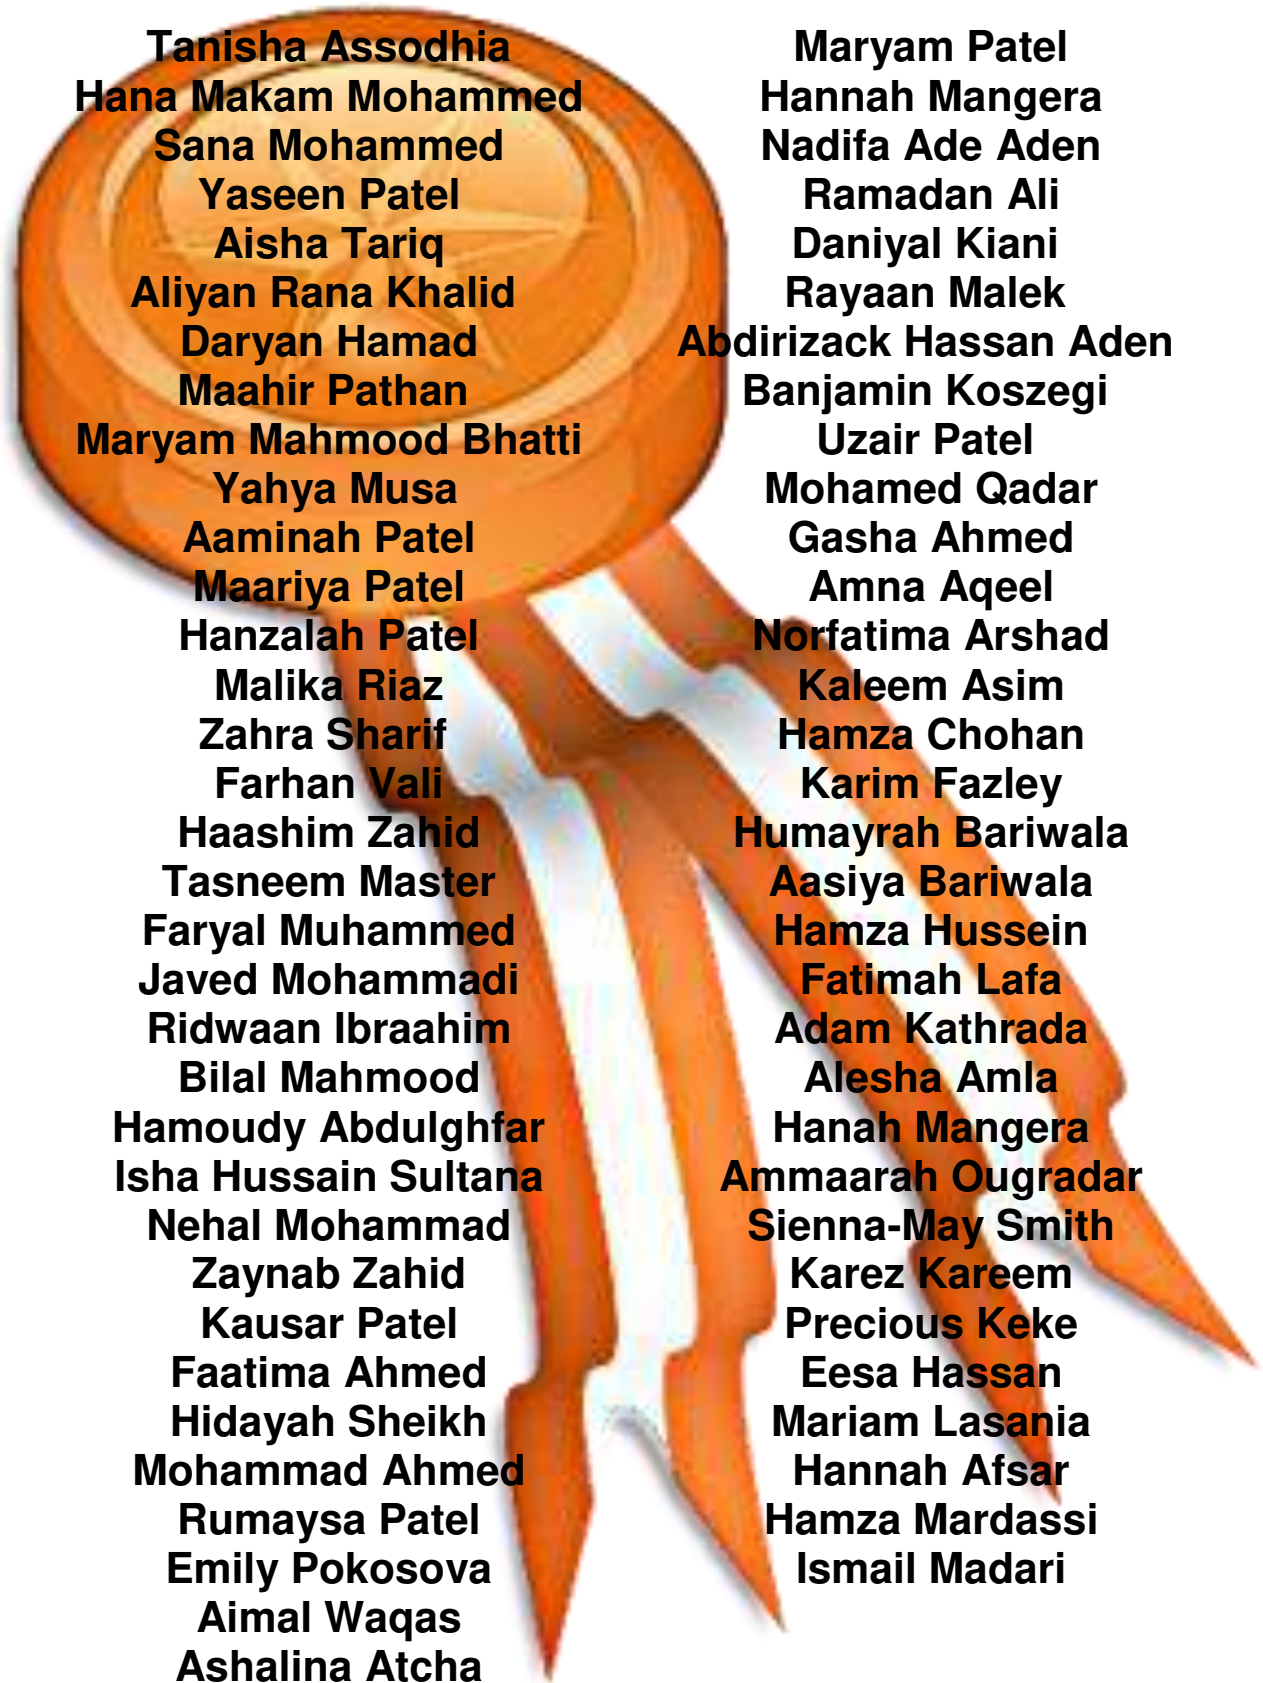 Tanisha Assodhia
Hana Makam Mohammed
Sana Mohammed
Yaseen Patel
Aisha Tariq
Aliyan Rana Khalid
Daryan Hamad
Maahir Pathan
Maryam Mahmood Bhatti
Yahya Musa
Aaminah Patel
Maariya Patel
Hanzalah Patel
Malika Riaz
Zahra Sharif
Farhan Vali
Haashim Zahid
Tasneem Master
Faryal Muhammed
Javed Mohammadi
Ridwaan Ibraahim
Bilal Mahmood
Hamoudy Abdulghfar
Isha Hussain Sultana
Nehal Mohammad
Zaynab Zahid
Kausar Patel
Faatima Ahmed
Hidayah Sheikh
Mohammad Ahmed
Rumaysa Patel
Emily Pokosova
Aimal Waqas
Ashalina Atcha
Maryam Patel
Hannah Mangera
Nadifa Ade Aden
Ramadan Ali
Daniyal Kiani
Rayaan Malek
Abdirizack Hassan Aden
Banjamin Koszegi
Uzair Patel
Mohamed Qadar
Gasha Ahmed
Amna Aqeel
Norfatima Arshad
Kaleem Asim
Hamza Chohan
Karim Fazley
Humayrah Bariwala
Aasiya Bariwala
Hamza Hussein
Fatimah Lafa
Adam Kathrada
Alesha Amla
Hanah Mangera
Ammaarah Ougradar
Sienna-May Smith
Karez Kareem
Precious Keke
Eesa Hassan
Mariam Lasania
Hannah Afsar
Hamza Mardassi
Ismail Madari